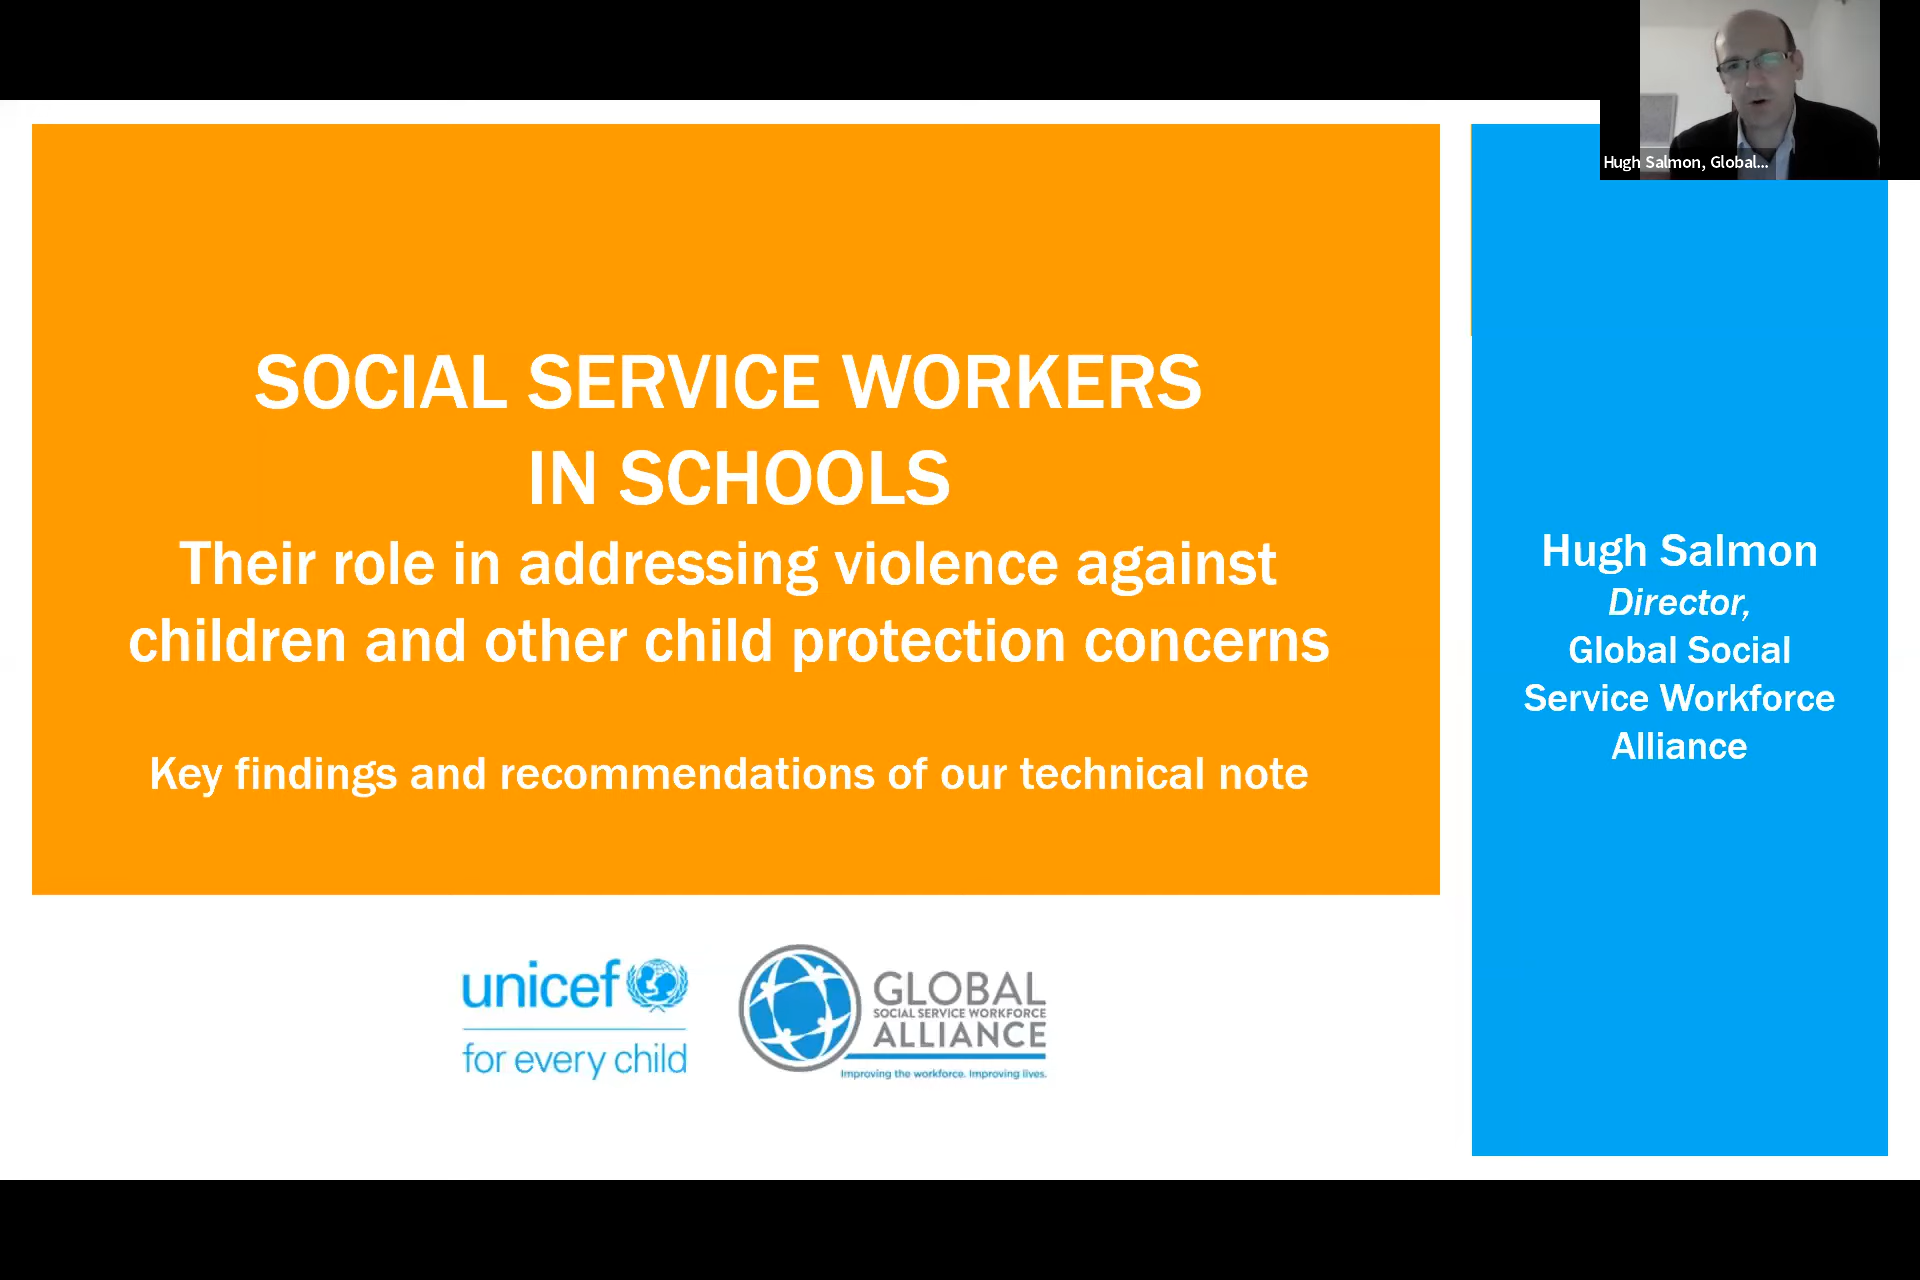 Hugh Salmon, Global...
SOCIAL SERVICE WORKERS
IN SCHOOLS
Their role in addressing violence against
children and other child protection concerns
Key findings and recommendations of our technical note
Hugh Salmon
Director,
Global Social
Service Workforce
Alliance
unicef
for every child
GLOBAL
SOCIAL SERVICE WORKFORCE
ALLIANCE
Improving the workforce. Improving lives.